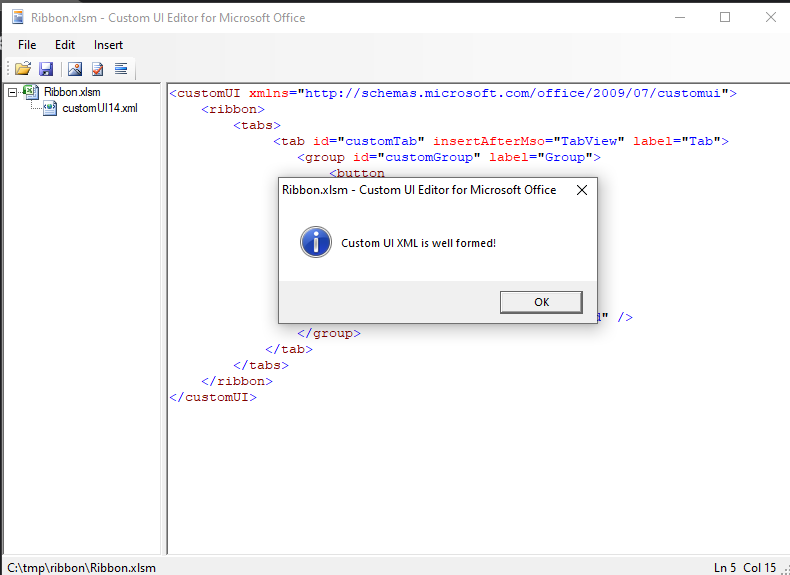 Ribbon.xlsm - Custom UI Editor for Microsoft Office
File Edit Insert
Ribbon.xlsm
customUI14.xml
<customUI xmlns="http://schemas.microsoft.com/office/2009/07/customui">
<ribbon>
<tabs>
<tab id="customTab" insertAfterMso="TabView" label="Tab">
<group id="customGroup" label="Group">
<button
Ribbon.xlsm - Custom UI Editor for Microsoft Office
Custom UI XML is well formed!
OK
" />
</group>
</tab>
</tabs>
</ribbon>
</customUI>
C:\tmp\ribbon\Ribbon.xlsm Ln 5 Col 15